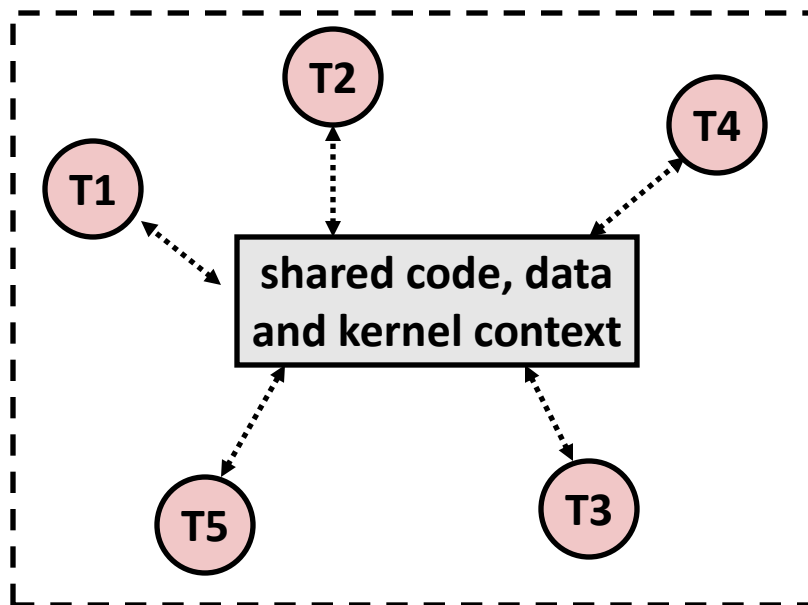 T2
T4
T1
shared code, data
and kernel context
T5
T3